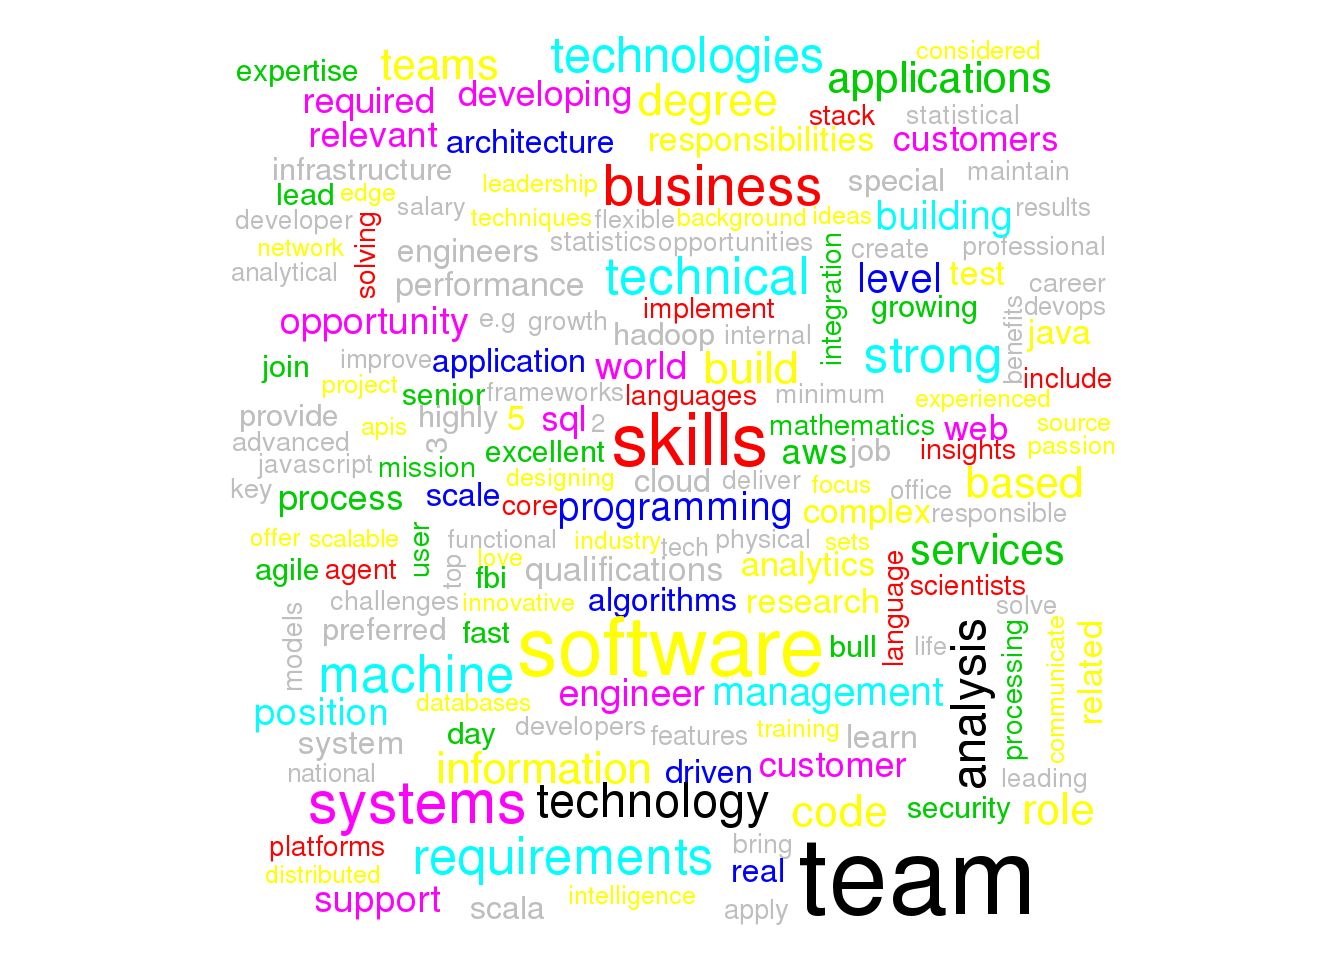 technologies considered
expertise teams applications
required developing degree
stack statistical
relevant architecture responsibilities customers
infrastructure business special maintain
lead edge leadership
developer salary techniques flexible background ideas building results
network solving engineers statistics opportunities integration create professional
analytical performance technical level test career
opportunity e.g growth implement growing benefits devops
hadoop internal java
join improve application world build strong
project senior frameworks languages minimum include
provide highly 5 sql 2 skills mathematics experienced
apis web source
advanced 3 excellent aws job insights passion
javascript mission
key process scale designing cloud deliver focus office based
core programming complex responsible
offer scalable user functional industry tech physical sets services
agile agent top love fbi qualifications analytics language scientists
models challenges innovative algorithms research solve
preferred fast software bull life analysis processing communicate related
machine engineer management
position databases
system day developers features training learn
national information driven customer leading
systems technology code security role
platforms requirements bring team
distributed real
support scala intelligence apply